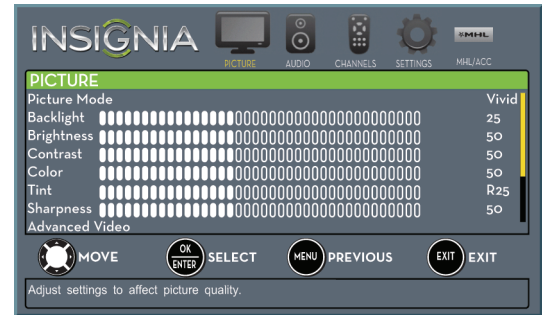 INSIGNIA
PICTURE AUDIO CHANNELS SETTINGS MHL MHL/ACC
PICTURE
Picture Mode Vivid
Backlight 25
Brightness 50
Contrast 50
Color 50
Tint R25
Sharpness 50
Advanced Video
MOVE OK ENTER SELECT MENU PREVIOUS EXIT EXIT
Adjust settings to affect picture quality.